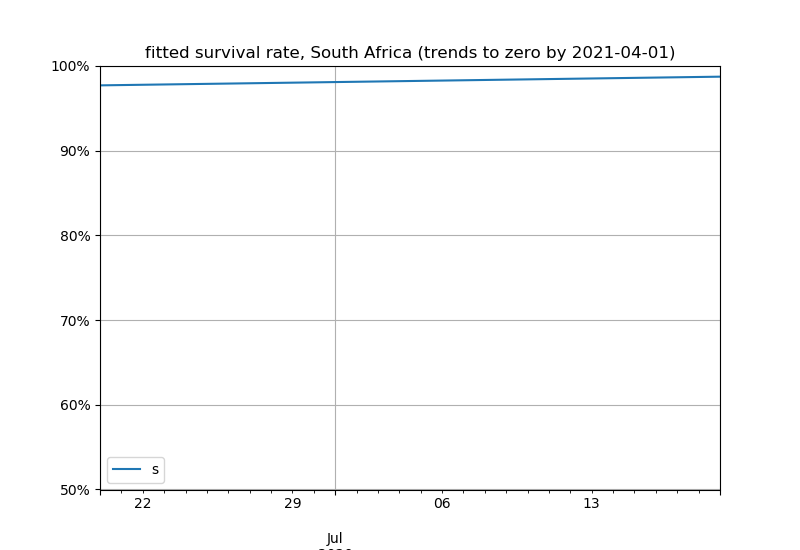 fitted survival rate, South Africa (trends to zero by 2021-04-01)
100%
90%
80%
70%
60%
50%
s
22 29 06 13
Jul
2020